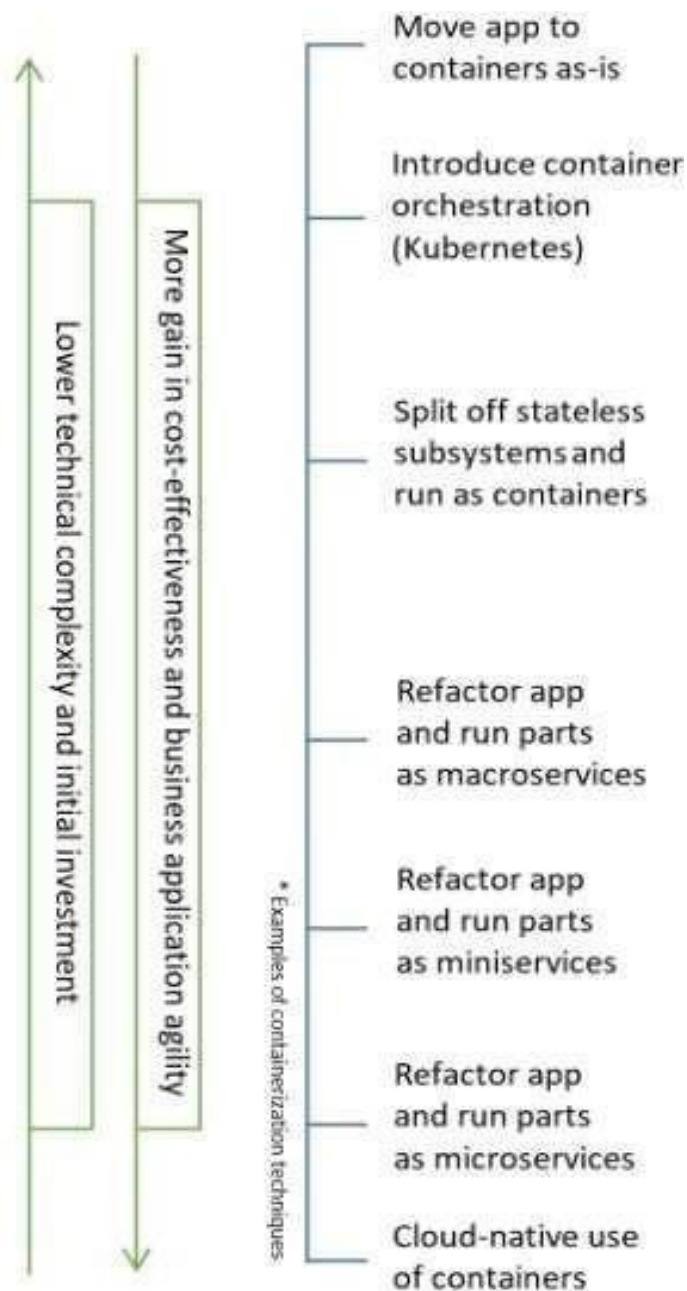 Move app to
containers as-is
Introduce container
orchestration
(Kubernetes)
Split off stateless
subsystems and
run as containers
Refactor app
and run parts
as macroservices
Refactor app
and run parts
as miniservices
Refactor app
and run parts
as microservices
Cloud-native use
of containers
Lower technical complexity and initial investment
More gain in cost-effectiveness and business application agility
* Examples of containerization techniques